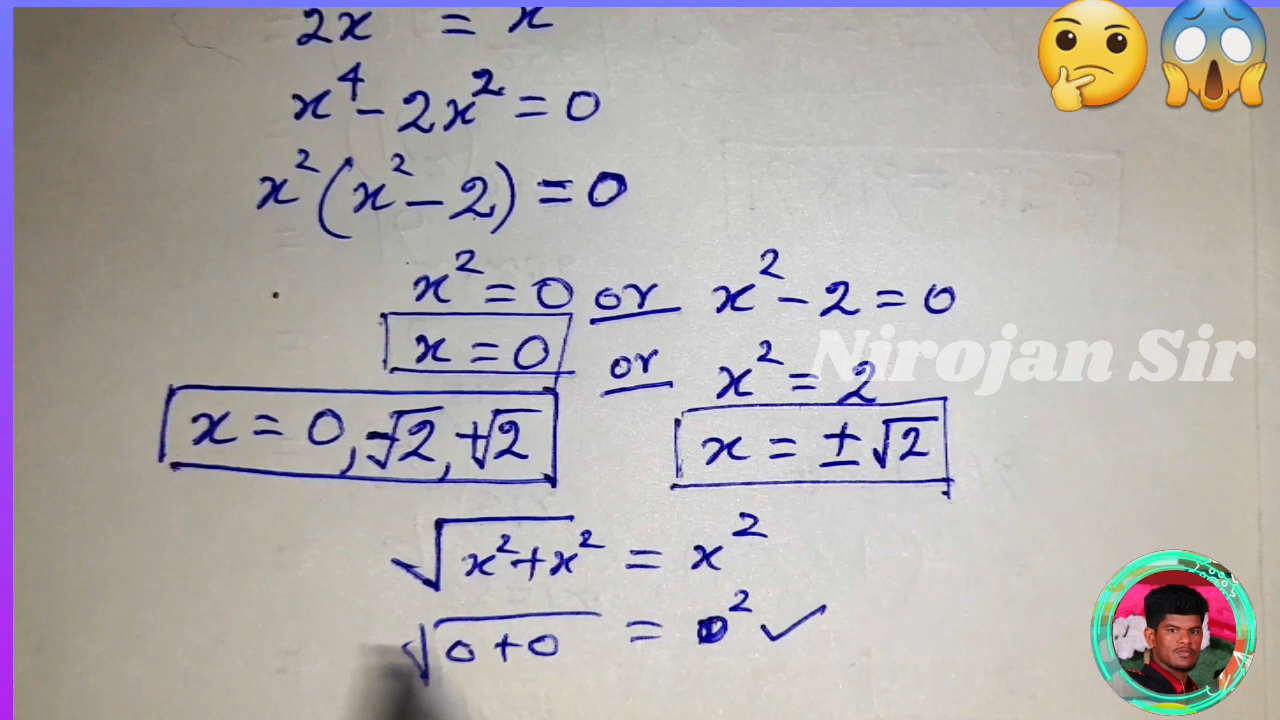 2x = x
x⁴ - 2x² = 0
x²(x² - 2) = 0
x² = 0 or x² - 2 = 0
Nirojan Sir
x = 0 or x² = 2
x = 0, -√2, +√2 x = ±√2
√x²+x² = x²
√0+0 = 0² ✓